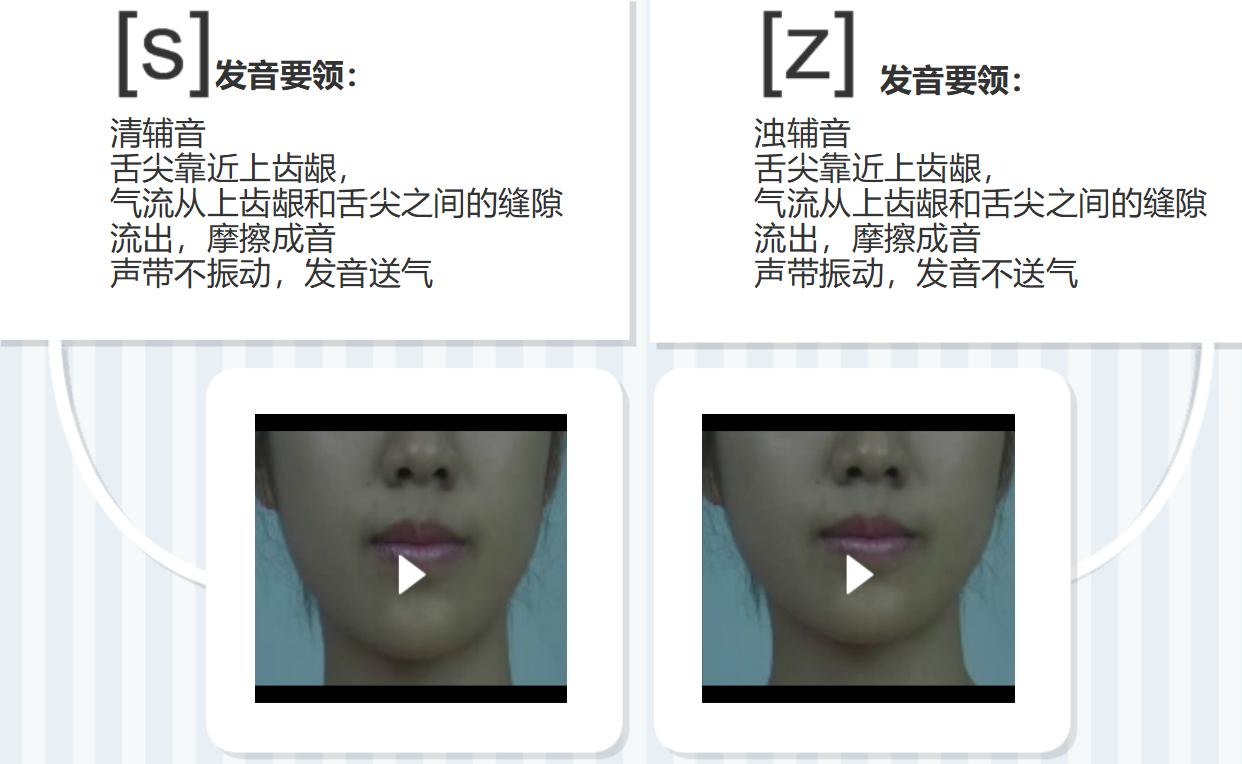 [s]发音要领：
清辅音
舌尖靠近上齿龈，
气流从上齿龈和舌尖之间的缝隙
流出，摩擦成音
声带不振动，发音送气
[z] 发音要领：
浊辅音
舌尖靠近上齿龈，
气流从上齿龈和舌尖之间的缝隙
流出，摩擦成音
声带振动，发音不送气